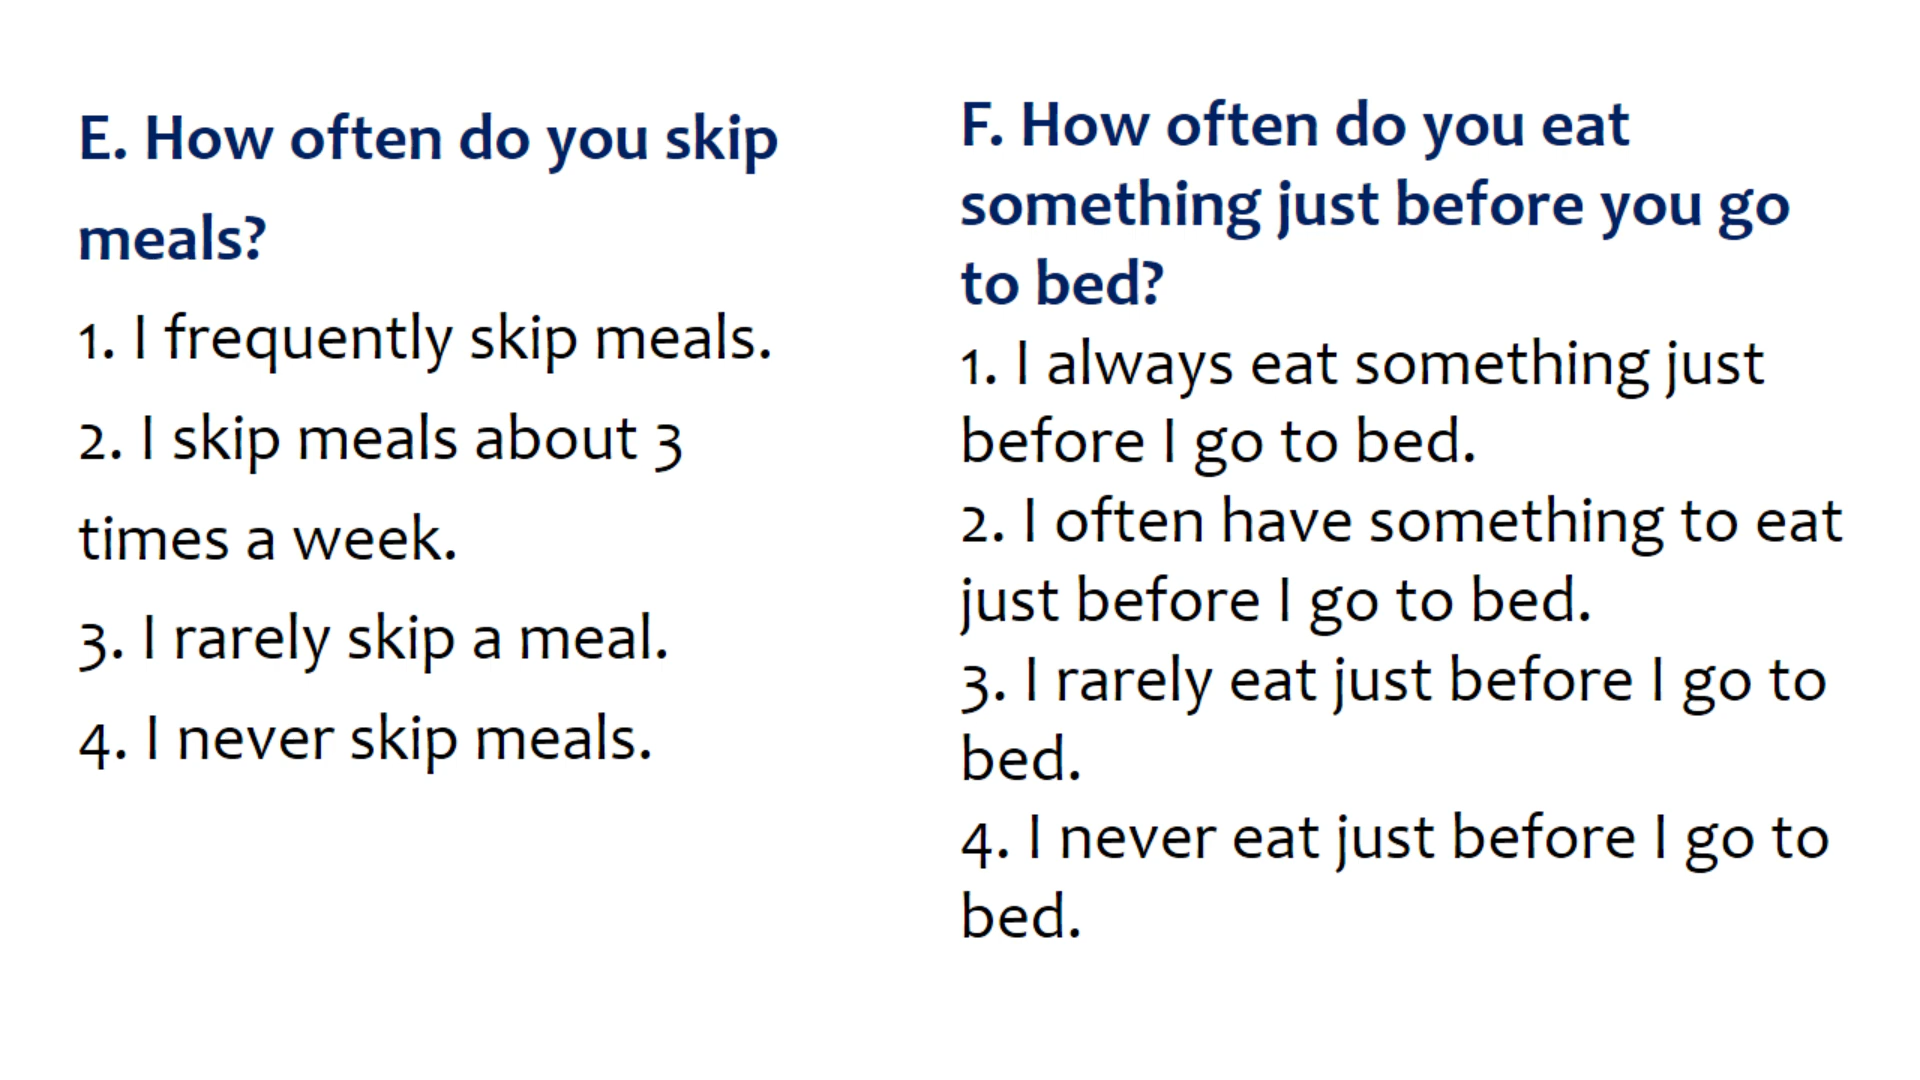 E. How often do you skip
meals?
1. I frequently skip meals.
2. I skip meals about 3
times a week.
3. I rarely skip a meal.
4. I never skip meals.
F. How often do you eat
something just before you go
to bed?
1. I always eat something just
before I go to bed.
2. I often have something to eat
just before I go to bed.
3. I rarely eat just before I go to
bed.
4. I never eat just before I go to
bed.